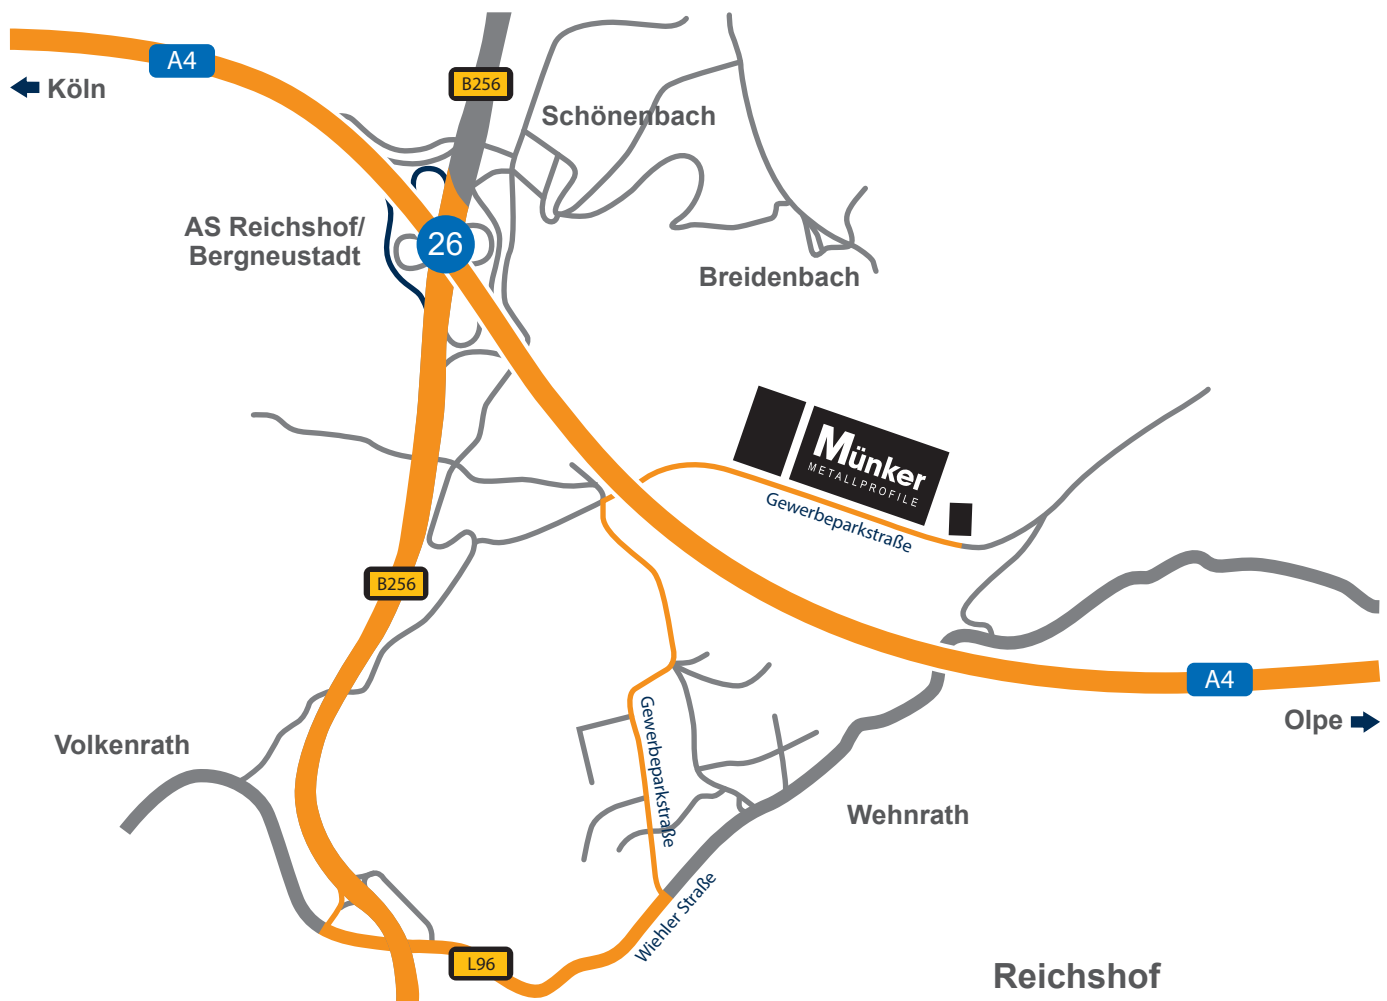 A4
Köln
B256
Schönenbach
AS Reichshof/
Bergneustadt
26
Breidenbach
Münker
METALLPROFILE
Gewerbeparkstraße
B256
A4
Olpe
Gewerbeparkstraße
Volkenrath
Wehnrath
Wiehler Straße
L96
Reichshof